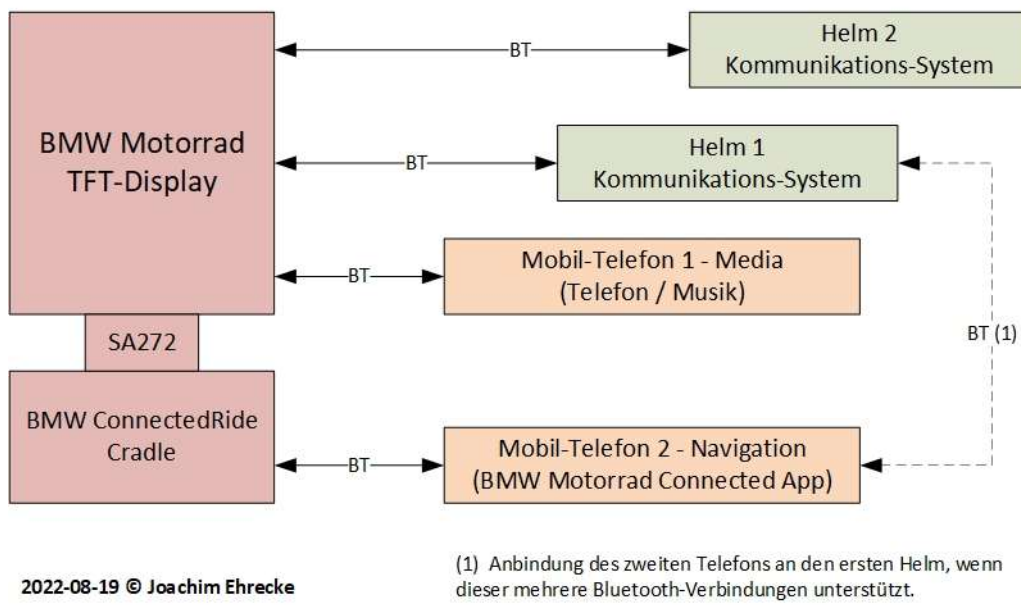 Helm 2
Kommunikations-System
BT
BMW Motorrad
TFT-Display
Helm 1
Kommunikations-System
BT
Mobil-Telefon 1 - Media
(Telefon / Musik)
BT
SA272
BT (1)
BMW ConnectedRide
Cradle
Mobil-Telefon 2 - Navigation
(BMW Motorrad Connected App)
BT
(1) Anbindung des zweiten Telefons an den ersten Helm, wenn
dieser mehrere Bluetooth-Verbindungen unterstützt.
2022-08-19 © Joachim Ehrecke